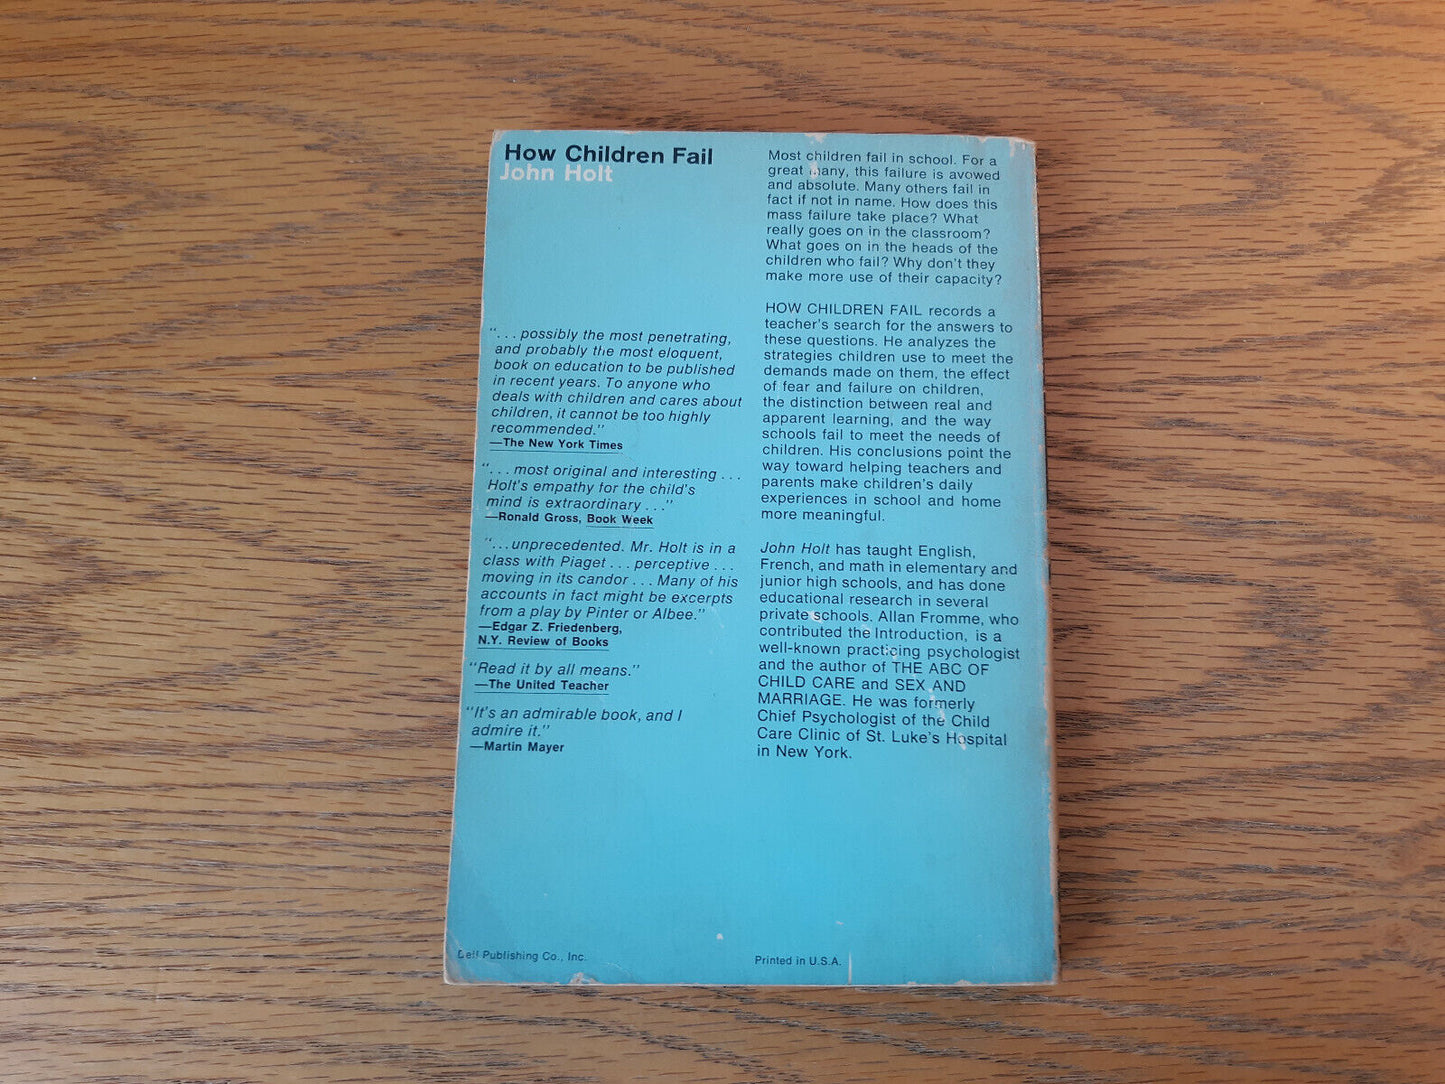 How Children Fail
John Holt
"... possibly the most penetrating,
and probably the most eloquent,
book on education to be published
in recent years. To anyone who
deals with children and cares about
children, it cannot be too highly
recommended."
—The New York Times
"... most original and interesting ...
Holt's empathy for the child's
mind is extraordinary ..."
—Ronald Gross, Book Week
"...unprecedented. Mr. Holt is in a
class with Piaget ... perceptive ...
moving in its candor ... Many of his
accounts in fact might be excerpts
from a play by Pinter or Albee."
—Edgar Z. Friedenberg,
N.Y. Review of Books
"Read it by all means."
—The United Teacher
"It's an admirable book, and I
admire it."
—Martin Mayer
Dell Publishing Co., Inc.
Most children fail in school. For a
great many, this failure is avowed
and absolute. Many others fail in
fact if not in name. How does this
mass failure take place? What
really goes on in the classroom?
What goes on in the heads of the
children who fail? Why don't they
make more use of their capacity?
HOW CHILDREN FAIL records a
teacher's search for the answers to
these questions. He analyzes the
strategies children use to meet the
demands made on them, the effect
of fear and failure on children,
the distinction between real and
apparent learning, and the way
schools fail to meet the needs of
children. His conclusions point the
way toward helping teachers and
parents make children's daily
experiences in school and home
more meaningful.
John Holt has taught English,
French, and math in elementary and
junior high schools, and has done
educational research in several
private schools. Allan Fromme, who
contributed the Introduction, is a
well-known practicing psychologist
and the author of THE ABC OF
CHILD CARE and SEX AND
MARRIAGE. He was formerly
Chief Psychologist of the Child
Care Clinic of St. Luke's Hospital
in New York.
Printed in U.S.A.